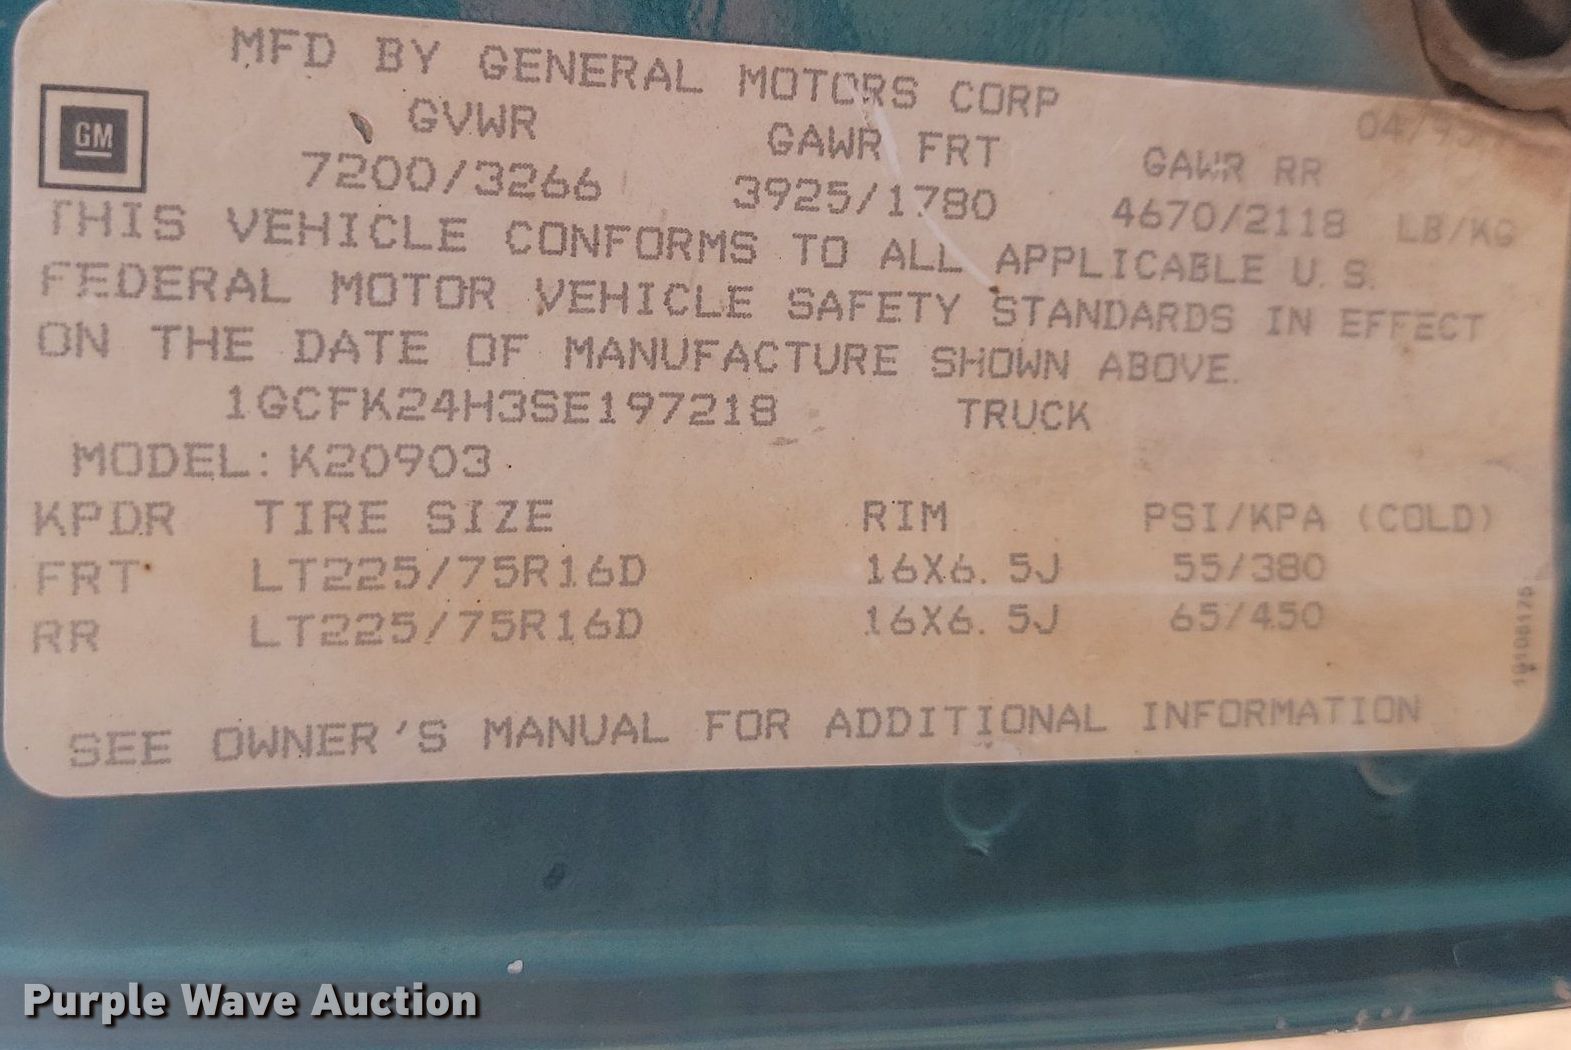 MFD BY GENERAL MOTORS CORP
04/95
GM
GVWR GAWR FRT GAWR RR
7200/3266 3925/1780 4670/2118 LB/KG
THIS VEHICLE CONFORMS TO ALL APPLICABLE U.S.
FEDERAL MOTOR VEHICLE SAFETY STANDARDS IN EFFECT
ON THE DATE OF MANUFACTURE SHOWN ABOVE.
1GCFK24H3SE197218 TRUCK
MODEL: K20903
KPDR TIRE SIZE RIM PSI/KPA (COLD)
FRT LT225/75R16D 16X6.5J 55/380
RR LT225/75R16D 16X6.5J 65/450
SEE OWNER'S MANUAL FOR ADDITIONAL INFORMATION
Purple Wave Auction